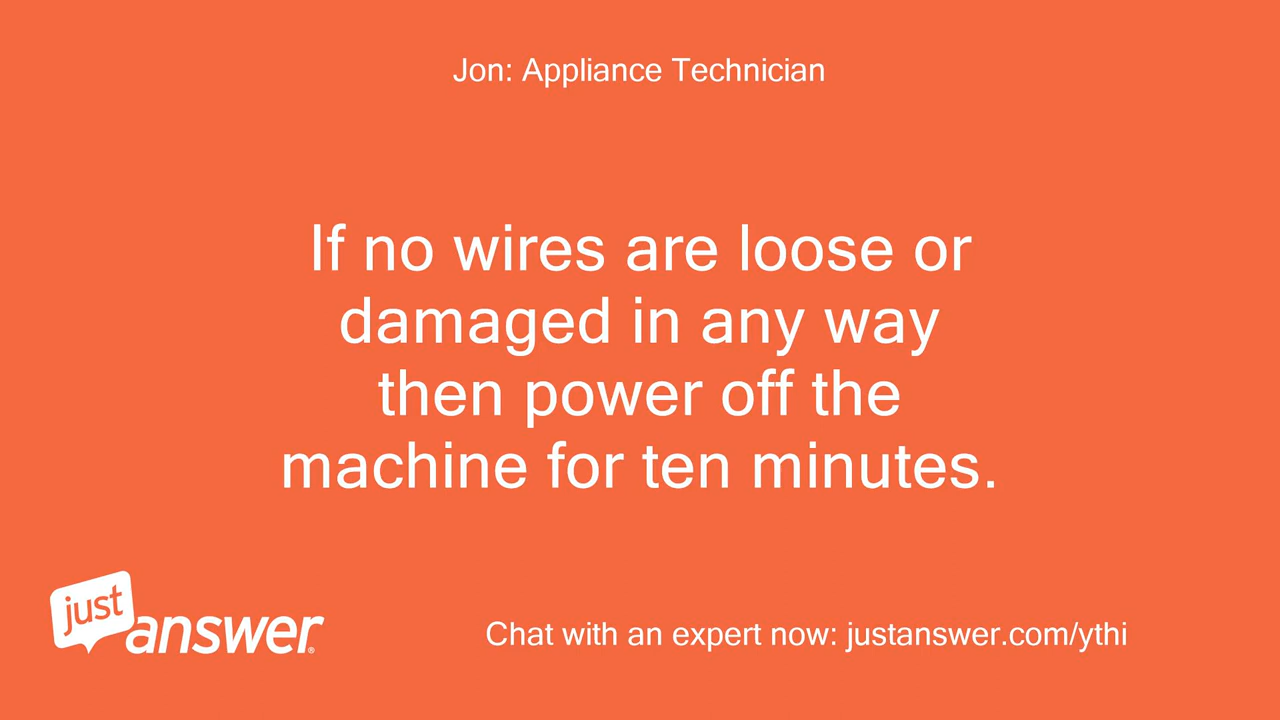 Jon: Appliance Technician
If no wires are loose or
damaged in any way
then power off the
machine for ten minutes.
just
answer®
Chat with an expert now: justanswer.com/ythi